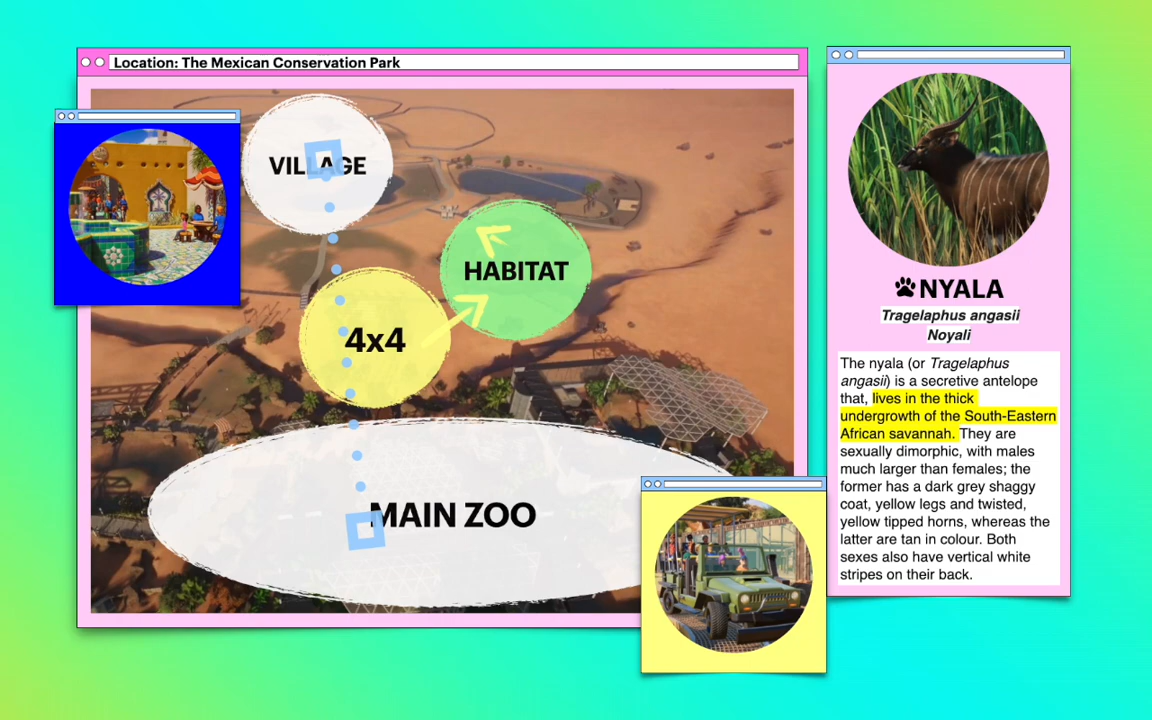 Location: The Mexican Conservation Park
VILLAGE
HABITAT
4x4
MAIN ZOO
NYALA
Tragelaphus angasii
Noyali
The nyala (or Tragelaphus
angasii) is a secretive antelope
that, lives in the thick
undergrowth of the South-Eastern
African savannah. They are
sexually dimorphic, with males
much larger than females; the
former has a dark grey shaggy
coat, yellow legs and twisted,
yellow tipped horns, whereas the
latter are tan in colour. Both
sexes also have vertical white
stripes on their back.